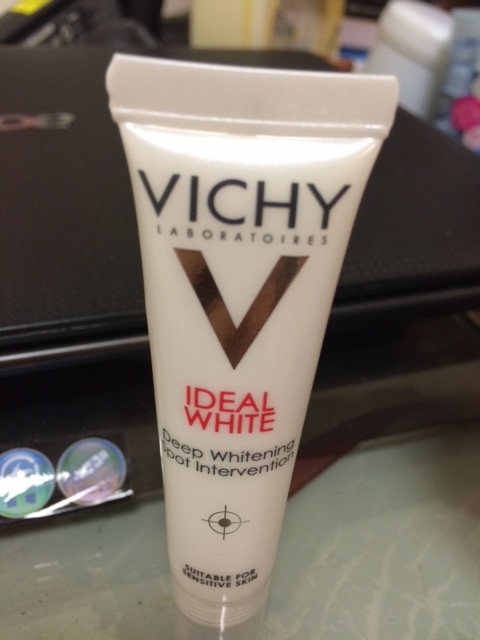 VICHY
LABORATOIRES
IDEAL
WHITE
Deep Whitening
Spot Intervention
SUITABLE FOR
SENSITIVE SKIN